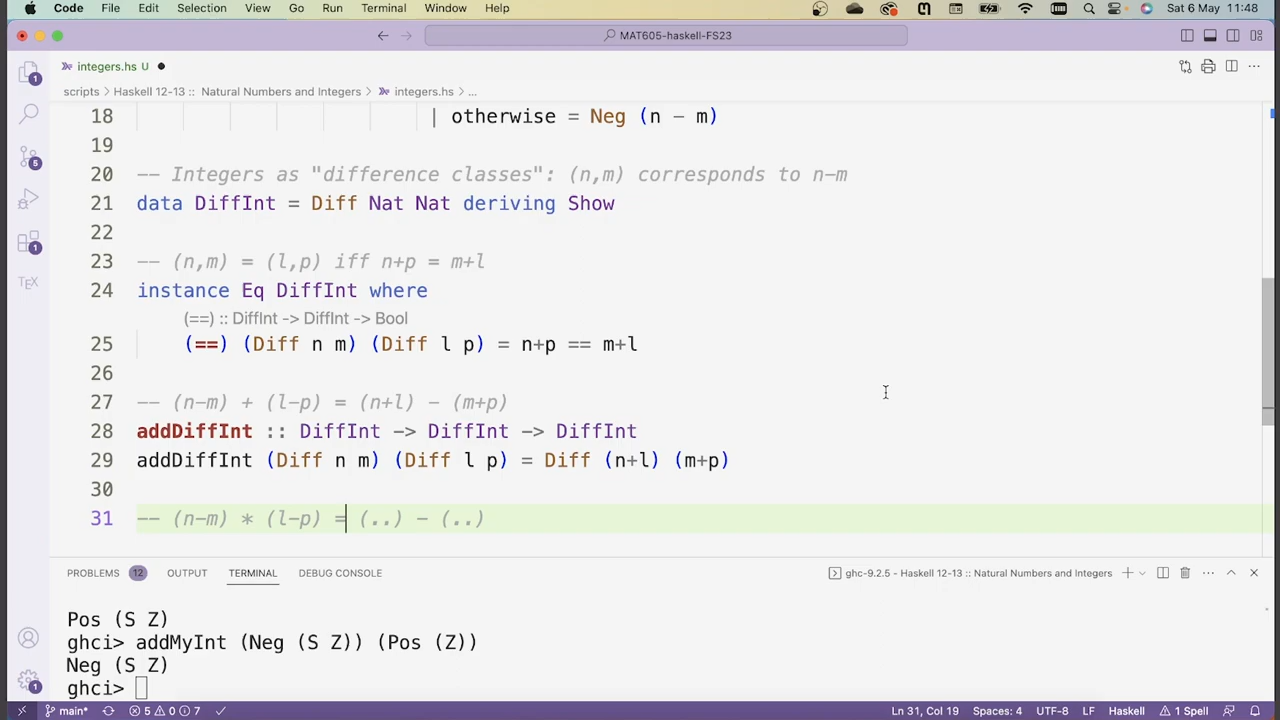 Code File Edit Selection View Go Run Terminal Window Help Sat 6 May 11:48
MAT605-haskell-FS23
integers.hs U
scripts > Haskell 12-13 :: Natural Numbers and Integers > integers.hs > ...
18 | otherwise = Neg (n - m)
19
20 -- Integers as "difference classes": (n,m) corresponds to n-m
21 data DiffInt = Diff Nat Nat deriving Show
22
23 -- (n,m) = (l,p) iff n+p = m+l
24 instance Eq DiffInt where
(==) :: DiffInt -> DiffInt -> Bool
25 (==) (Diff n m) (Diff l p) = n+p == m+l
26
27 -- (n-m) + (l-p) = (n+l) - (m+p)
28 addDiffInt :: DiffInt -> DiffInt -> DiffInt
29 addDiffInt (Diff n m) (Diff l p) = Diff (n+l) (m+p)
30
31 -- (n-m) * (l-p) = (..) - (..)
PROBLEMS 12 OUTPUT TERMINAL DEBUG CONSOLE ghc-9.2.5 - Haskell 12-13 :: Natural Numbers and Integers
Pos (S Z)
ghci> addMyInt (Neg (S Z)) (Pos (Z))
Neg (S Z)
ghci>
main* 5 0 7 Ln 31, Col 19 Spaces: 4 UTF-8 LF Haskell 1 Spell
1
5
1
TEX
1